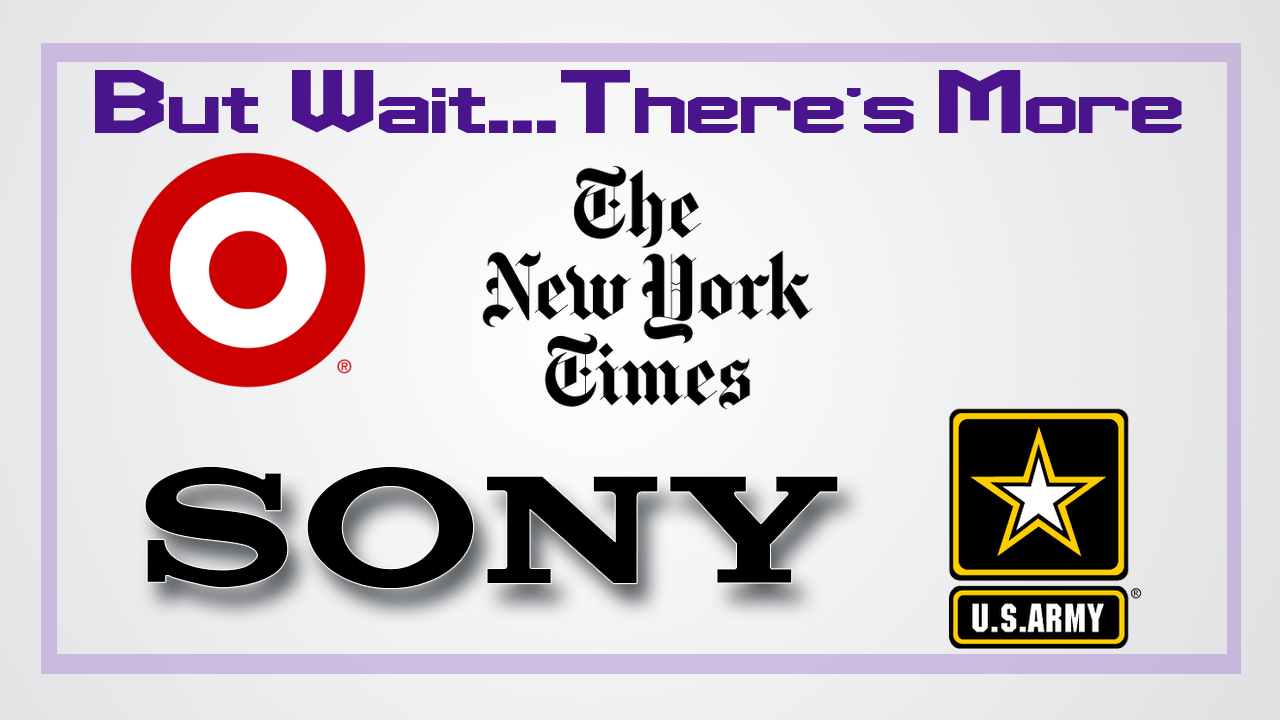 But Wait...There's More
®
The
New York
Times
SONY
®
U.S.ARMY